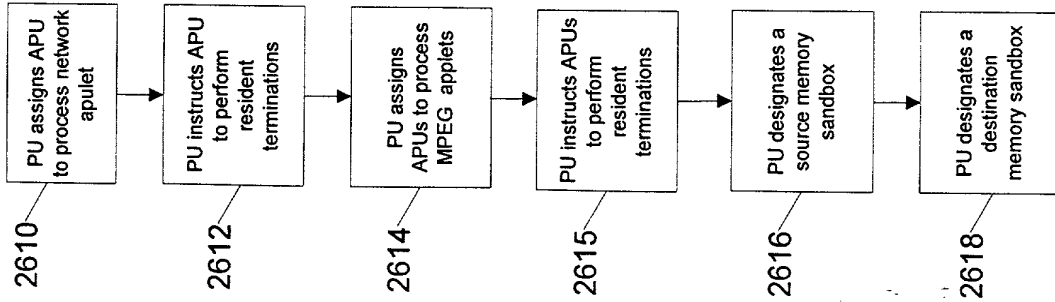 2610
PU assigns APU
to process network
apulet
2612
PU instructs APU
to perform
resident
terminations
2614
PU
assigns
APUs to process
MPEG applets
2615
PU instructs APUs
to perform
resident
terminations
2616
PU designates a
source memory
sandbox
2618
PU designates a
destination
memory sandbox